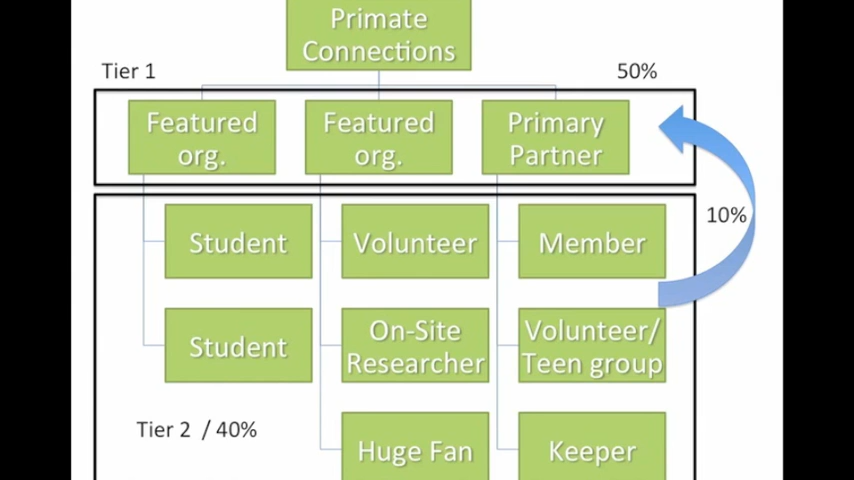 Primate
Connections
Tier 1
50%
Featured
org.
Featured
org.
Primary
Partner
10%
Student
Volunteer
Member
Student
On-Site
Researcher
Volunteer/
Teen group
Tier 2 / 40%
Huge Fan
Keeper